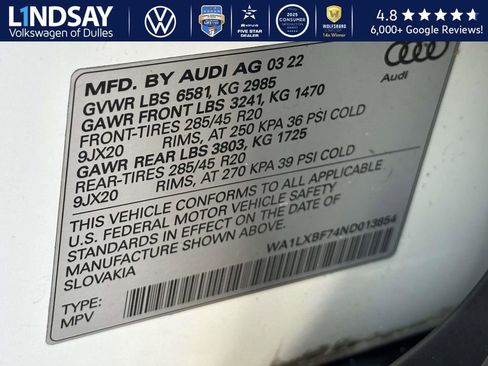 LINDSAY
Volkswagen of Dulles
4.8
6,000+ Google Reviews!
MFD. BY AUDI AG 03 22
GVWR LBS 6581, KG 2985
GAWR FRONT LBS 3241, KG 1470
FRONT-TIRES 285/45 R20
9JX20 RIMS, AT 250 KPA 36 PSI COLD
GAWR REAR LBS 3803, KG 1725
REAR-TIRES 285/45 R20
9JX20 RIMS, AT 270 KPA 39 PSI COLD
THIS VEHICLE CONFORMS TO ALL APPLICABLE
U.S. FEDERAL MOTOR VEHICLE SAFETY
STANDARDS IN EFFECT ON THE DATE OF
MANUFACTURE SHOWN ABOVE.
SLOVAKIA
WA1LXBF74ND013854
TYPE:
MPV
Audi